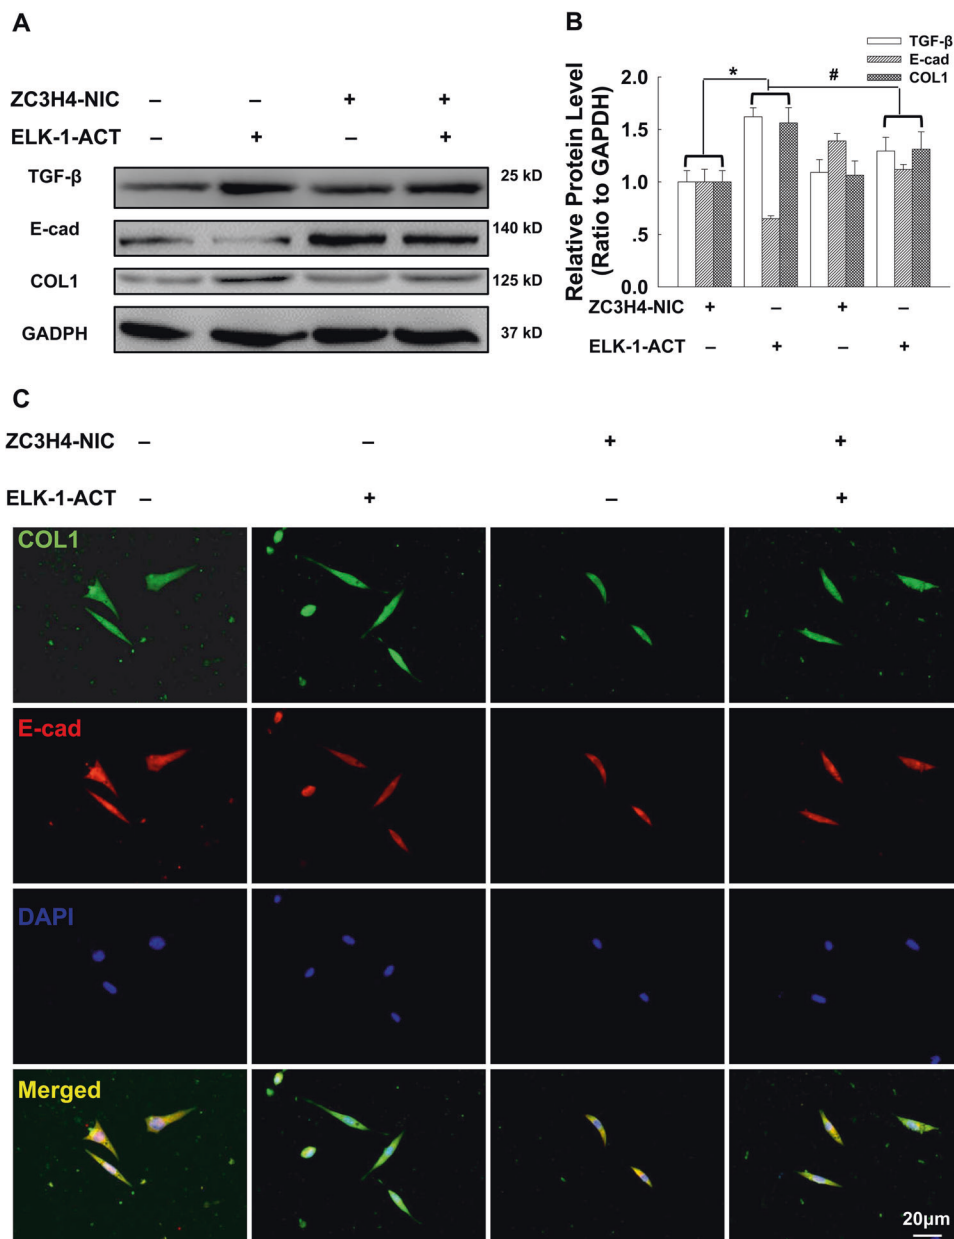 A
ZC3H4-NIC – – + +
ELK-1-ACT – + – +
TGF-β 25 kD
E-cad 140 kD
COL1 125 kD
GADPH 37 kD
B
TGF-β
E-cad
COL1
* #
Relative Protein Level
(Ratio to GAPDH)
2.0
1.5
1.0
.5
0.0
ZC3H4-NIC + – + –
ELK-1-ACT – + – +
C
ZC3H4-NIC – – + +
ELK-1-ACT – + – +
COL1
E-cad
DAPI
Merged
20μm